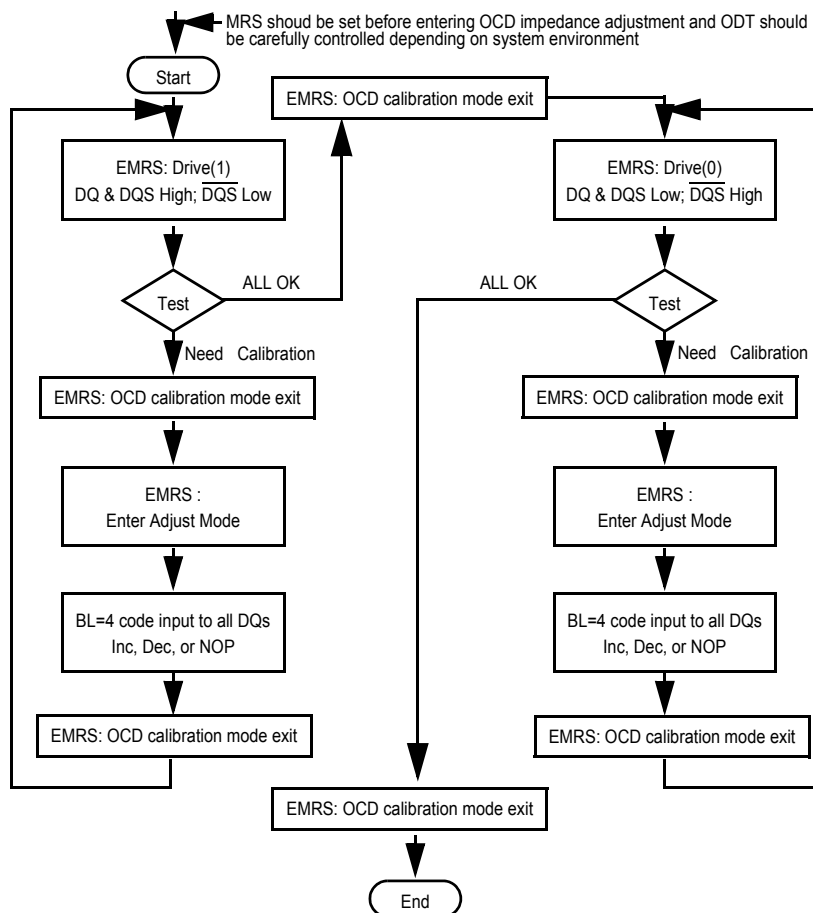 MRS shoud be set before entering OCD impedance adjustment and ODT should
be carefully controlled depending on system environment
Start
EMRS: OCD calibration mode exit
EMRS: Drive(1)
DQ & DQS High; D̅Q̅S̅ Low
Test
ALL OK
Need Calibration
EMRS: OCD calibration mode exit
EMRS :
Enter Adjust Mode
BL=4 code input to all DQs
Inc, Dec, or NOP
EMRS: OCD calibration mode exit
EMRS: Drive(0)
DQ & DQS Low; D̅Q̅S̅ High
Test
ALL OK
Need Calibration
EMRS: OCD calibration mode exit
EMRS :
Enter Adjust Mode
BL=4 code input to all DQs
Inc, Dec, or NOP
EMRS: OCD calibration mode exit
EMRS: OCD calibration mode exit
End